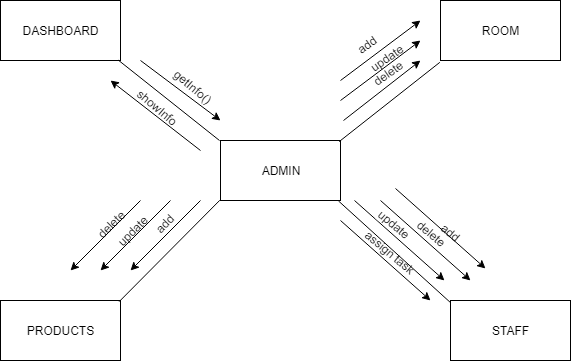 DASHBOARD
ROOM
getInfo()
showInfo
add
update
delete
ADMIN
delete
update
add
update
delete
add
assign task
PRODUCTS
STAFF